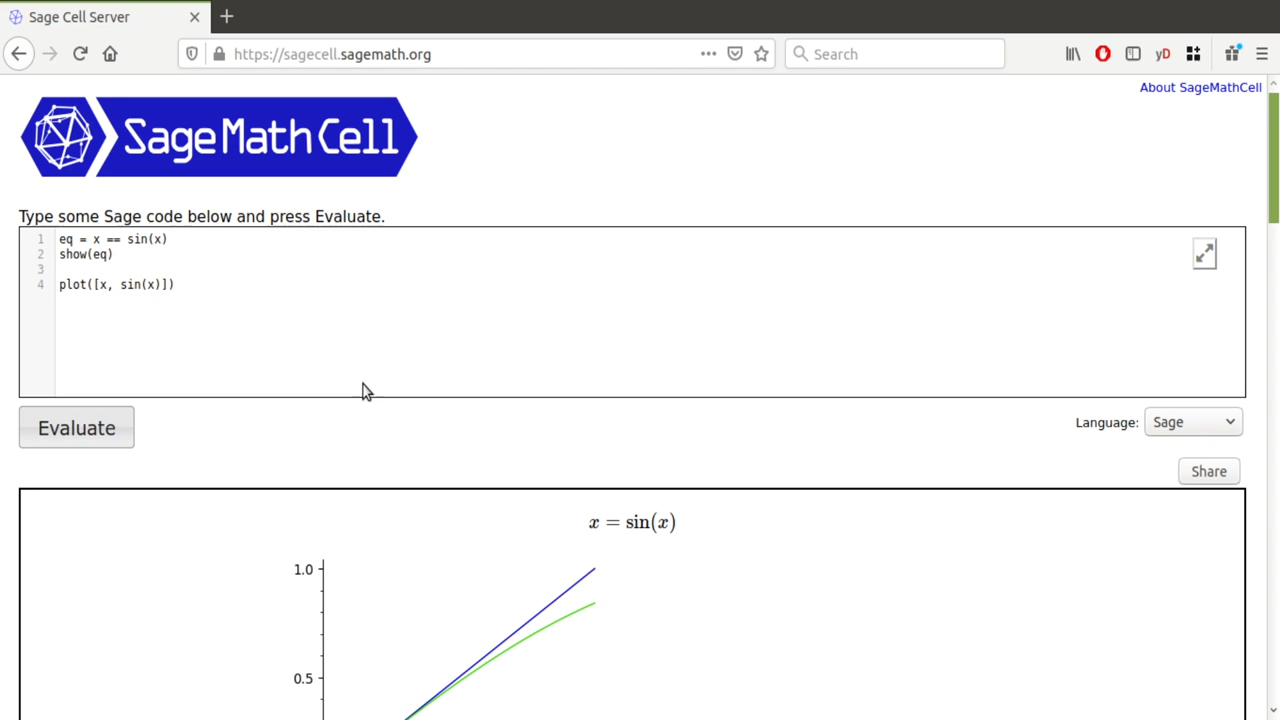 Sage Cell Server
https://sagecell.sagemath.org
Search
yD
About SageMathCell
SageMathCell
Type some Sage code below and press Evaluate.
1 eq = x == sin(x)
2 show(eq)
3
4 plot([x, sin(x)])
Evaluate
Language: Sage
Share
x = sin(x)
1.0
0.5